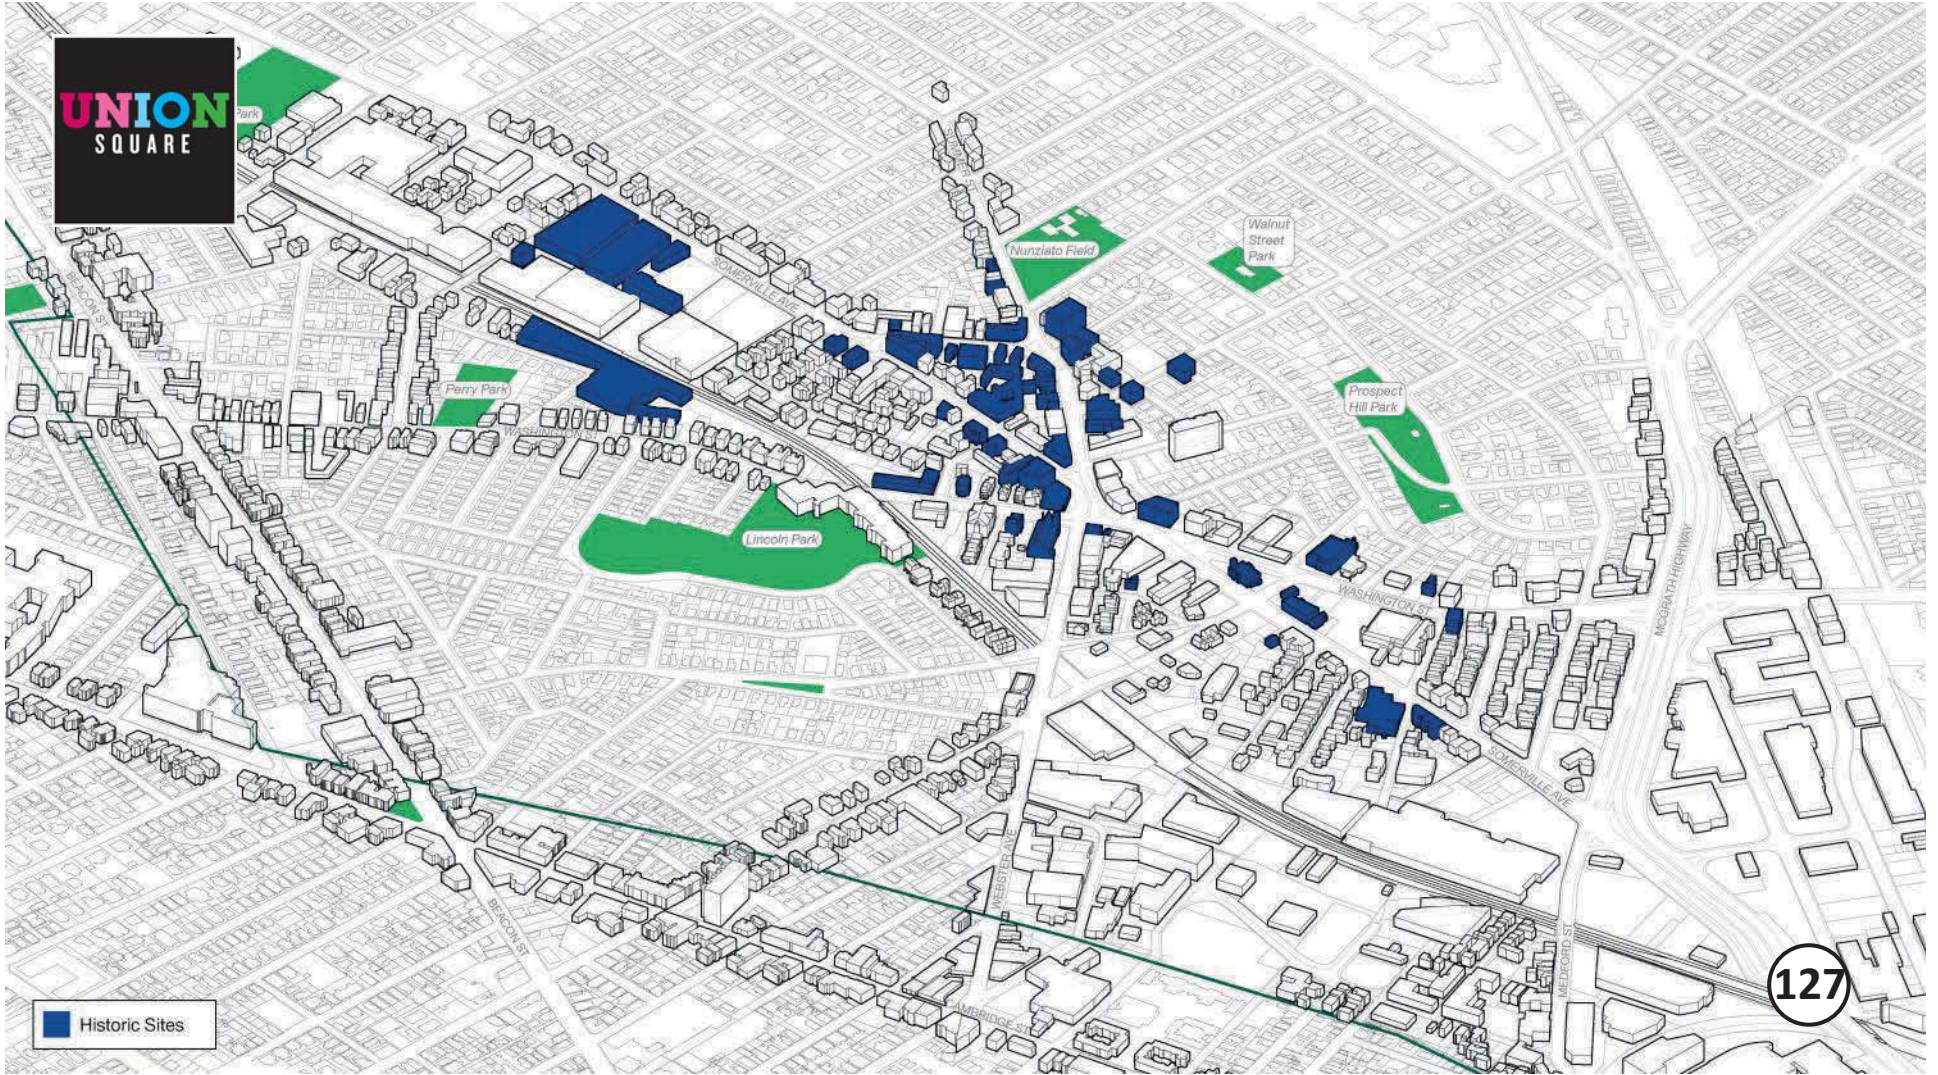 UNION
SQUARE
Park
Nunziato Field
Walnut
Street
Park
SOMERVILLE AVE
BEACON ST
Perry Park
Prospect
Hill Park
WASHINGTON ST
Lincoln Park
WASHINGTON ST
MCGRATH HIGHWAY
SOMERVILLE AVE
WEBSTER AVE
BEACON ST
MEDFORD ST
AMBRIDGE ST
127
Historic Sites